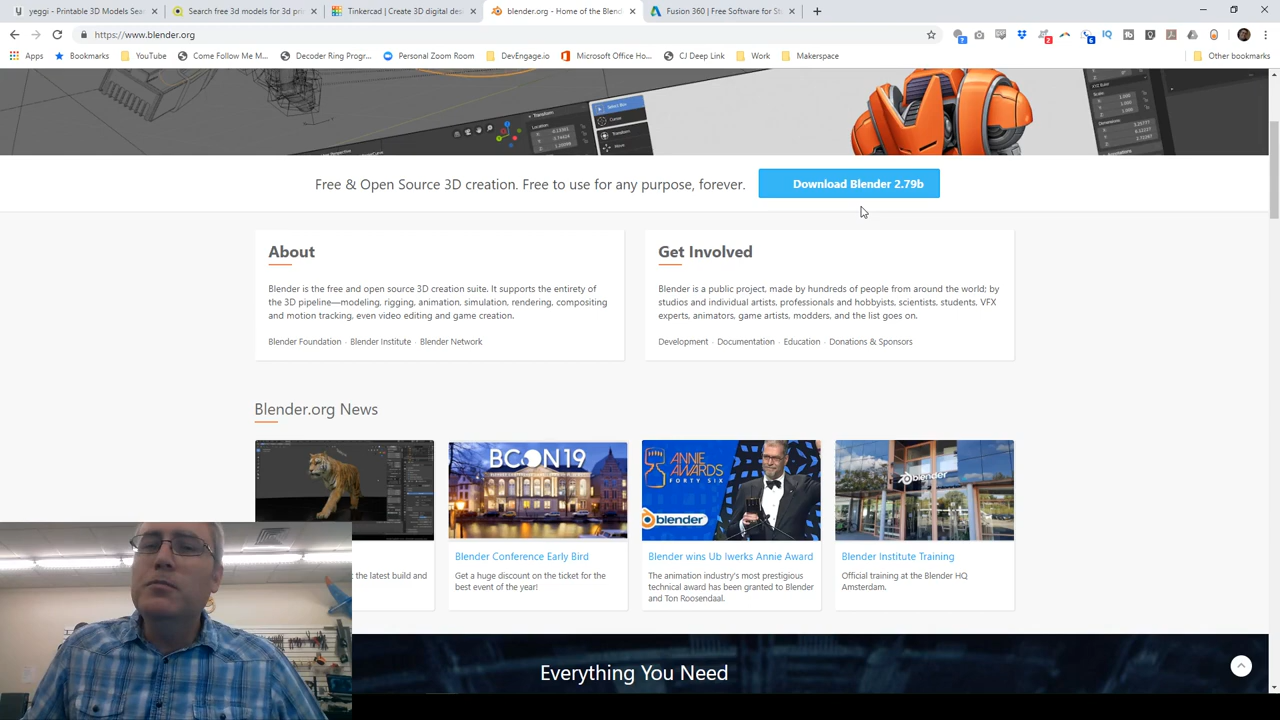 yeggi - Printable 3D Models Sea
Search free 3d models for 3d prin
Tinkercad | Create 3D digital des
blender.org - Home of the Blend
Fusion 360 | Free Software for Stu
https://www.blender.org
Apps
Bookmarks
YouTube
Come Follow Me M...
Decoder Ring Progr...
Personal Zoom Room
DevEngage.io
Microsoft Office Ho...
CJ Deep Link
Work
Makerspace
Other bookmarks
Transform
Location
Select Box
Cursor
Transform
Move
Free & Open Source 3D creation. Free to use for any purpose, forever.
Download Blender 2.79b
About
Blender is the free and open source 3D creation suite. It supports the entirety of
the 3D pipeline—modeling, rigging, animation, simulation, rendering, compositing
and motion tracking, even video editing and game creation.
Blender Foundation · Blender Institute · Blender Network
Get Involved
Blender is a public project, made by hundreds of people from around the world; by
studios and individual artists, professionals and hobbyists, scientists, students, VFX
experts, animators, game artists, modders, and the list goes on.
Development · Documentation · Education · Donations & Sponsors
Blender.org News
BCON19
ANNIE
AWARDS
FORTY SIX
blender
blender
the latest build and
Blender Conference Early Bird
Get a huge discount on the ticket for the
best event of the year!
Blender wins Ub Iwerks Annie Award
The animation industry's most prestigious
technical award has been granted to Blender
and Ton Roosendaal.
Blender Institute Training
Official training at the Blender HQ
Amsterdam.
Everything You Need